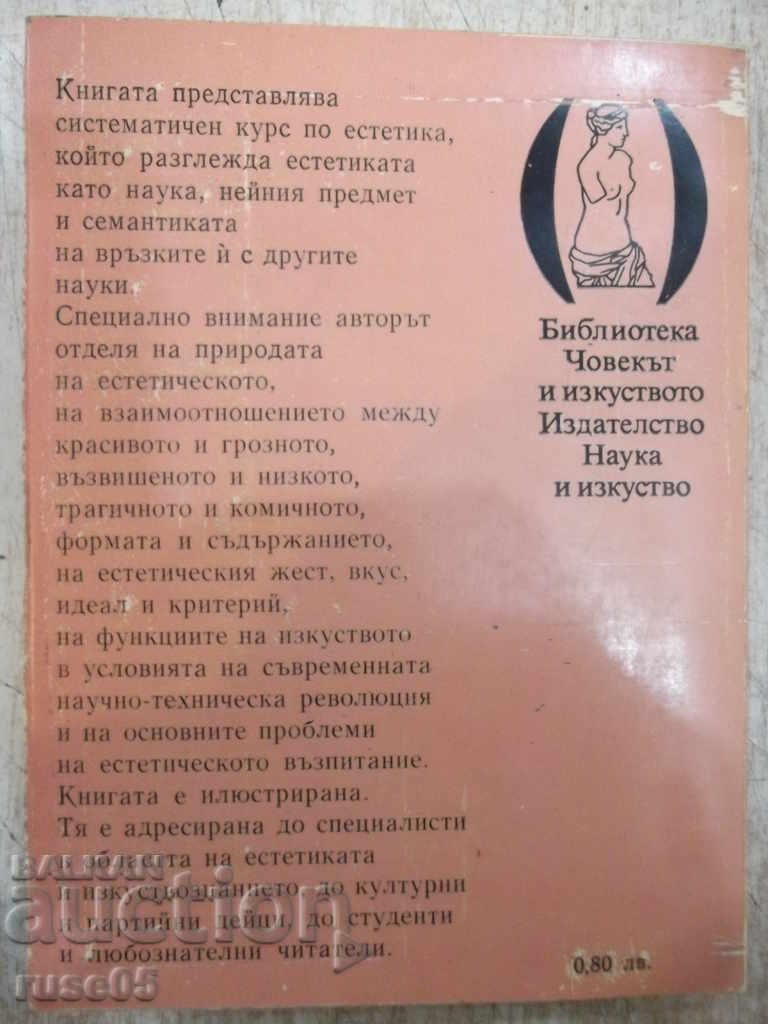 Книгата представлява
систематичен курс по естетика,
който разглежда естетиката
като наука, нейния предмет
и семантиката
на връзките ѝ с другите
науки.
Специално внимание авторът
отделя на природата
на естетическото,
на взаимоотношението между
красивото и грозното,
възвишеното и низкото,
трагичното и комичното,
формата и съдържанието,
на естетическия жест, вкус,
идеал и критерий,
на функциите на изкуството
в условията на съвременната
научно-техническа революция
и на основните проблеми
на естетическото възпитание.
Книгата е илюстрирана.
Тя е адресирана до специалисти
в областта на естетиката
и изкуствознанието, до културни
и партийни дейци, до студенти
и любознателни читатели.
Библиотека
Човекът
и изкуството
Издателство
Наука
и изкуство
0,80 лв.
BALKAN
auction
ruse05